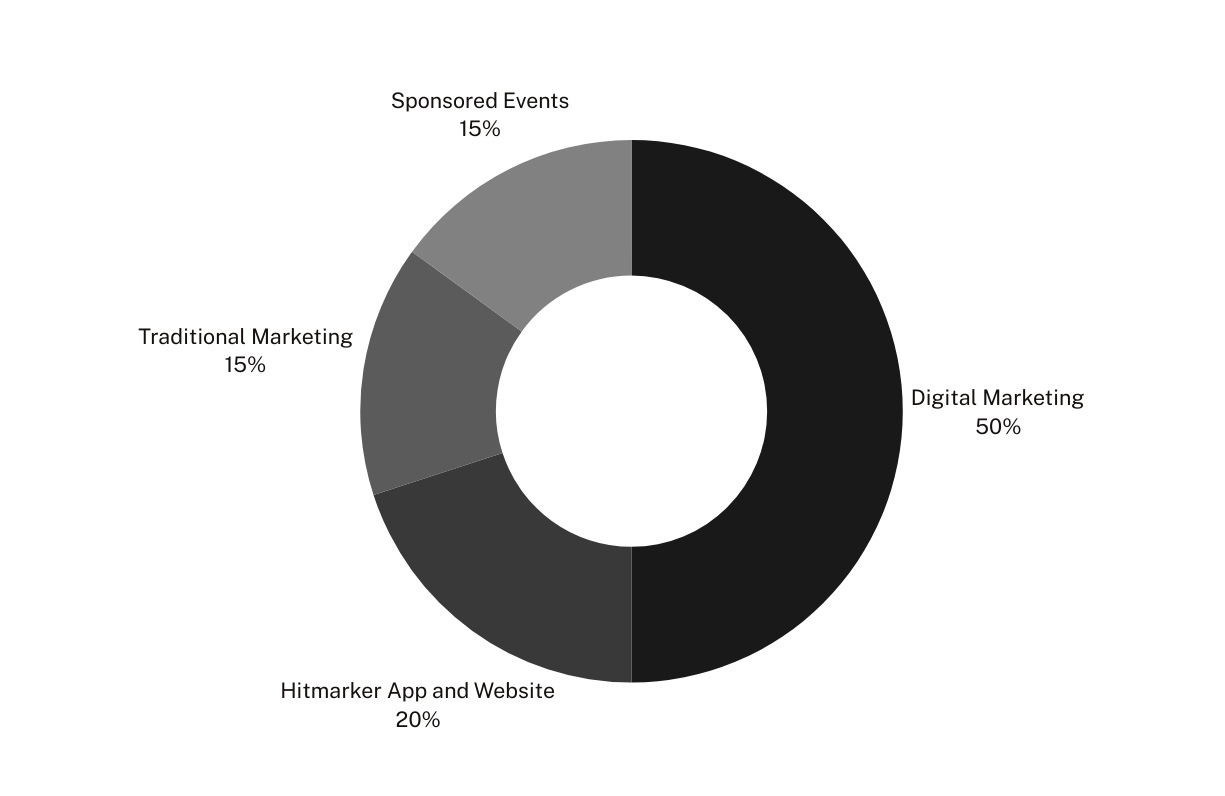 Sponsored Events
15%
Traditional Marketing
15%
Digital Marketing
50%
Hitmarker App and Website
20%